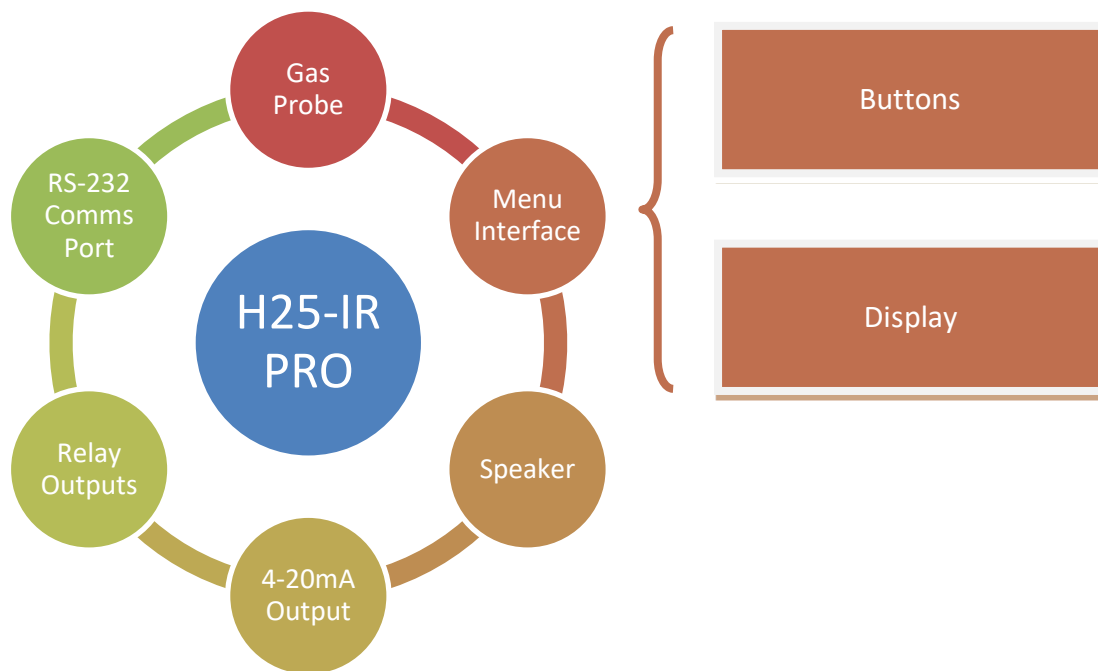 Gas
Probe
Menu
Interface
Speaker
4-20mA
Output
Relay
Outputs
RS-232
Comms
Port
H25-IR
PRO
Buttons
Display